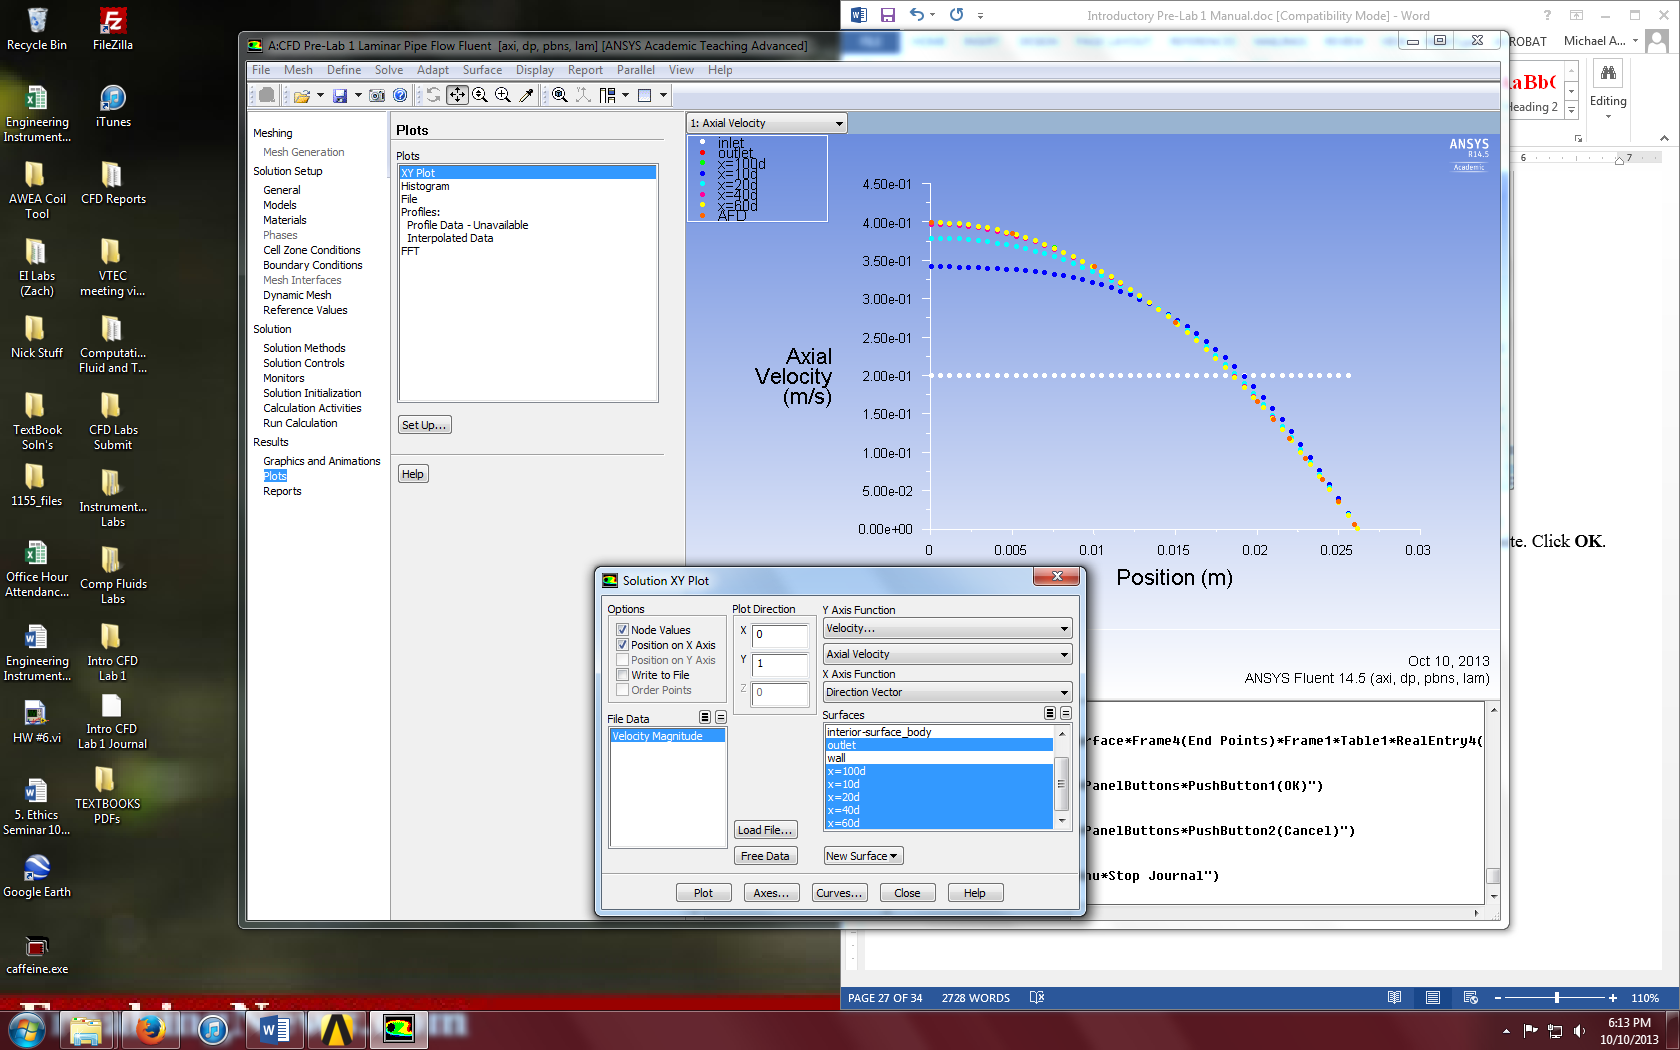 Recycle Bin
FileZilla
Engineering
Instrument...
iTunes
AWEA Coil
Tool
CFD Reports
EI Labs
(Zach)
VTEC
meeting vi...
Nick Stuff
Computati...
Fluid and T...
TextBook
Soln's
CFD Labs
Submit
1155_files
Instrument...
Labs
Office Hour
Attendanc...
Comp Fluids
Labs
Engineering
Instrument...
Intro CFD
Lab 1
HW #6.vi
Intro CFD
Lab 1 Journal
5. Ethics
Seminar 10...
TEXTBOOKS
PDFs
Google Earth
caffeine.exe
Introductory Pre-Lab 1 Manual.doc [Compatibility Mode] - Word
ROBAT
Michael A...
AaBbC
Heading 2
Editing
6 7
te. Click OK.
PAGE 27 OF 34 2728 WORDS
110%
A:CFD Pre-Lab 1 Laminar Pipe Flow Fluent [axi, dp, pbns, lam] [ANSYS Academic Teaching Advanced]
File Mesh Define Solve Adapt Surface Display Report Parallel View Help
Meshing
Mesh Generation
Solution Setup
General
Models
Materials
Phases
Cell Zone Conditions
Boundary Conditions
Mesh Interfaces
Dynamic Mesh
Reference Values
Solution
Solution Methods
Solution Controls
Monitors
Solution Initialization
Calculation Activities
Run Calculation
Results
Graphics and Animations
Plots
Reports
Plots
Plots
XY Plot
Histogram
File
Profiles:
Profile Data - Unavailable
Interpolated Data
FFT
Set Up...
Help
1: Axial Velocity
inlet
outlet
x=100d
x=10d
x=20d
x=40d
x=60d
AFD
ANSYS
R14.5
Academic
4.50e-01
4.00e-01
3.50e-01
3.00e-01
2.50e-01
2.00e-01
1.50e-01
1.00e-01
5.00e-02
0.00e+00
Axial
Velocity
(m/s)
0 0.005 0.01 0.015 0.02 0.025 0.03
Position (m)
Oct 10, 2013
ANSYS Fluent 14.5 (axi, dp, pbns, lam)
rface*Frame4(End Points)*Frame1*Table1*RealEntry4(
PanelButtons*PushButton1(OK)")
PanelButtons*PushButton2(Cancel)")
nu*Stop Journal")
Solution XY Plot
Options
Node Values
Position on X Axis
Position on Y Axis
Write to File
Order Points
Plot Direction
X 0
Y 1
Z 0
Y Axis Function
Velocity...
Axial Velocity
X Axis Function
Direction Vector
File Data
Velocity Magnitude
Surfaces
interior-surface_body
outlet
wall
x=100d
x=10d
x=20d
x=40d
x=60d
Load File...
Free Data
New Surface
Plot
Axes...
Curves...
Close
Help
6:13 PM
10/10/2013